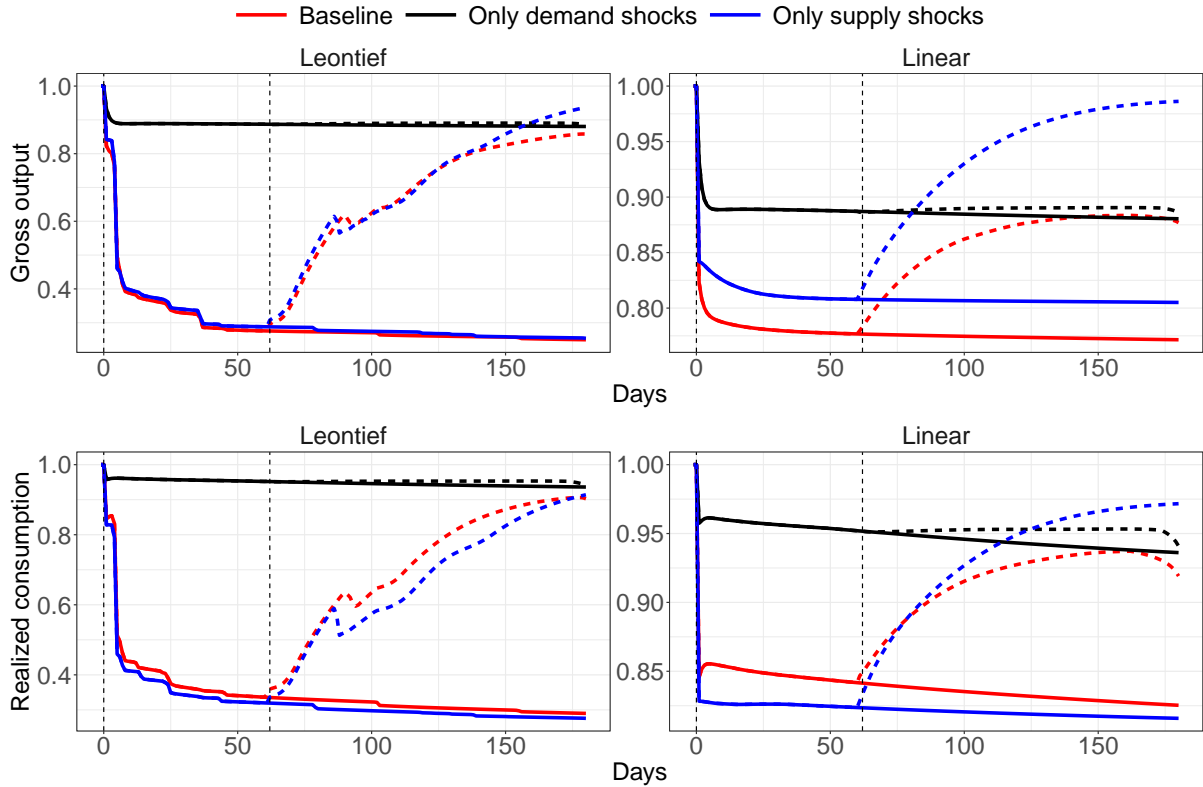 Baseline Only demand shocks Only supply shocks
Leontief Linear
Gross output
1.0
0.8
0.6
0.4
1.00
0.95
0.90
0.85
0.80
0 50 100 150 0 50 100 150
Days
Leontief Linear
Realized consumption
1.0
0.8
0.6
0.4
1.00
0.95
0.90
0.85
0 50 100 150 0 50 100 150
Days